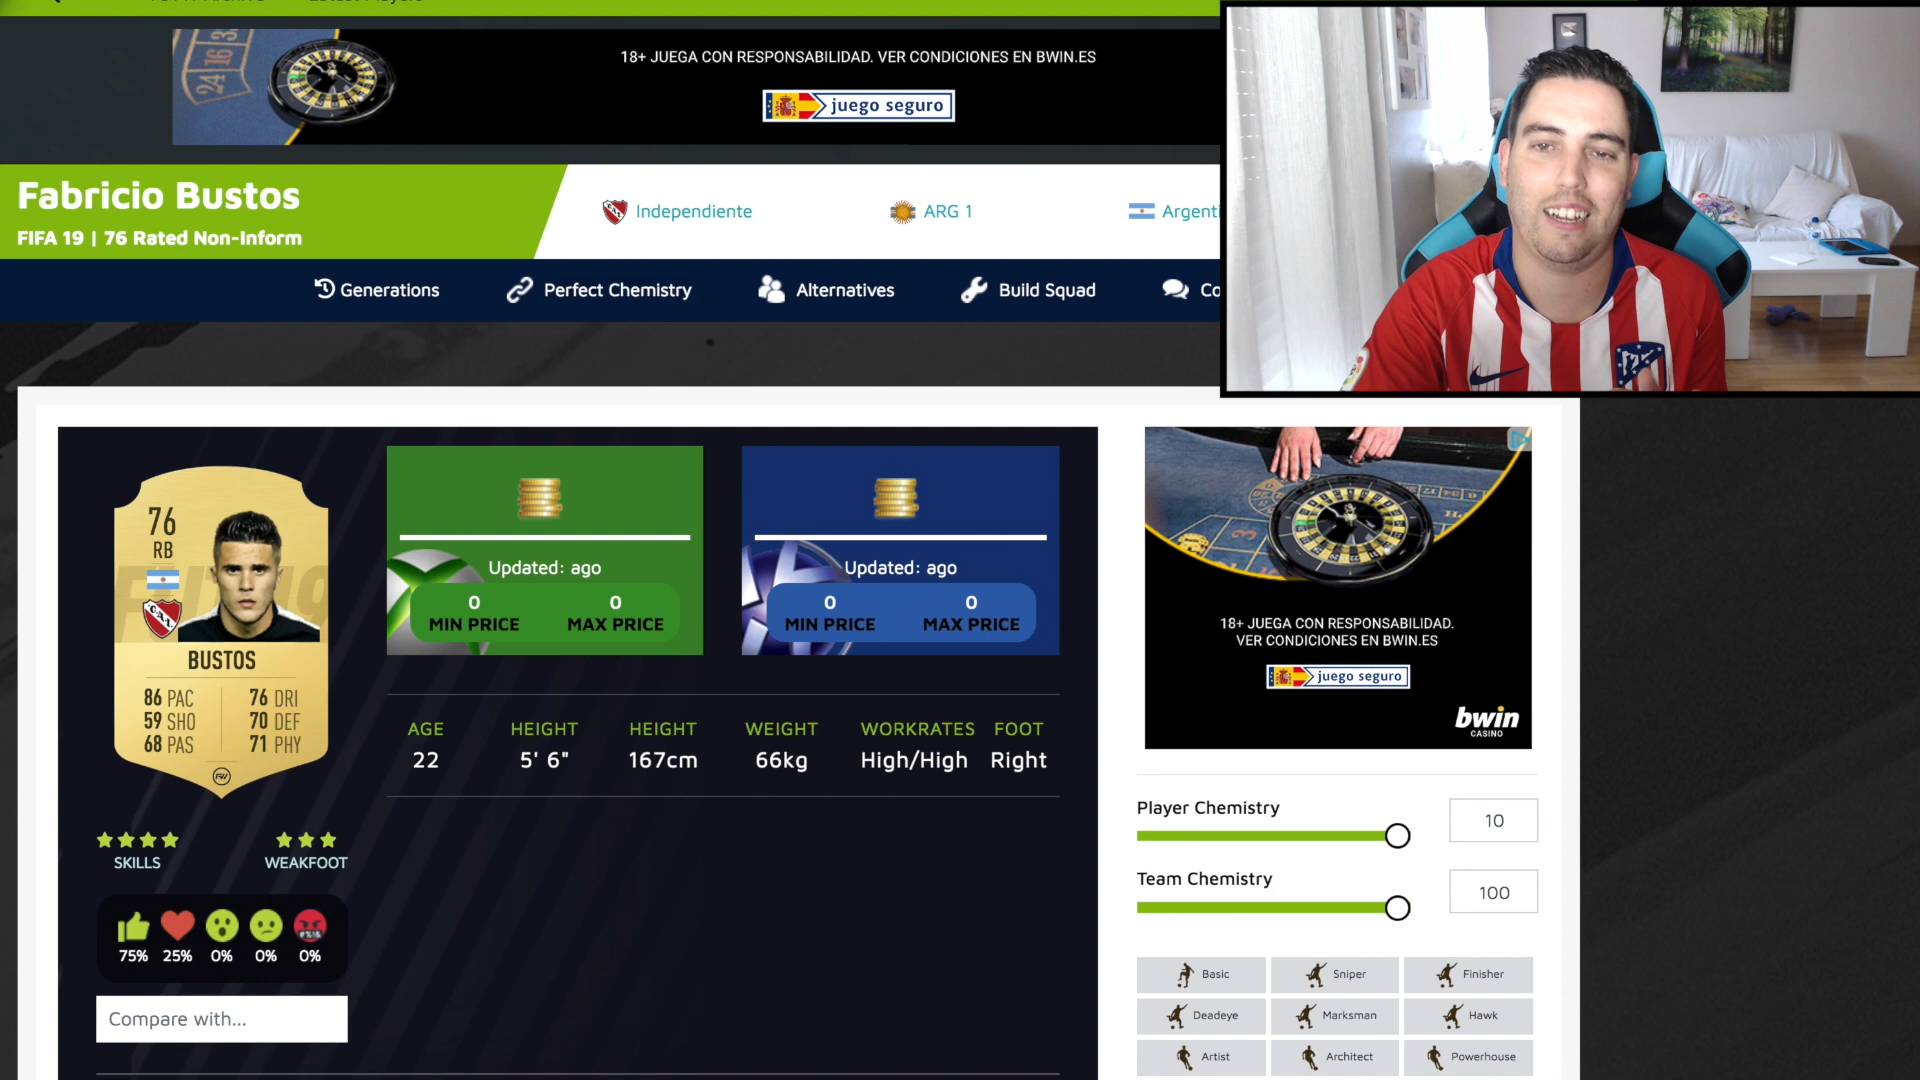 18+ JUEGA CON RESPONSABILIDAD. VER CONDICIONES EN BWIN.ES
juego seguro
Fabricio Bustos
FIFA 19 | 76 Rated Non-Inform
Independiente
ARG 1
Argenti
Generations
Perfect Chemistry
Alternatives
Build Squad
Co
76
RB
BUSTOS
86 PAC
76 DRI
59 SHO
70 DEF
68 PAS
71 PHY
Updated: ago
0
0
MIN PRICE
MAX PRICE
Updated: ago
0
0
MIN PRICE
MAX PRICE
AGE
HEIGHT
HEIGHT
WEIGHT
WORKRATES
FOOT
22
5' 6"
167cm
66kg
High/High
Right
SKILLS
WEAKFOOT
75%
25%
0%
0%
0%
Compare with...
18+ JUEGA CON RESPONSABILIDAD.
VER CONDICIONES EN BWIN.ES
juego seguro
bwin
CASINO
Player Chemistry
10
Team Chemistry
100
Basic
Sniper
Finisher
Deadeye
Marksman
Hawk
Artist
Architect
Powerhouse